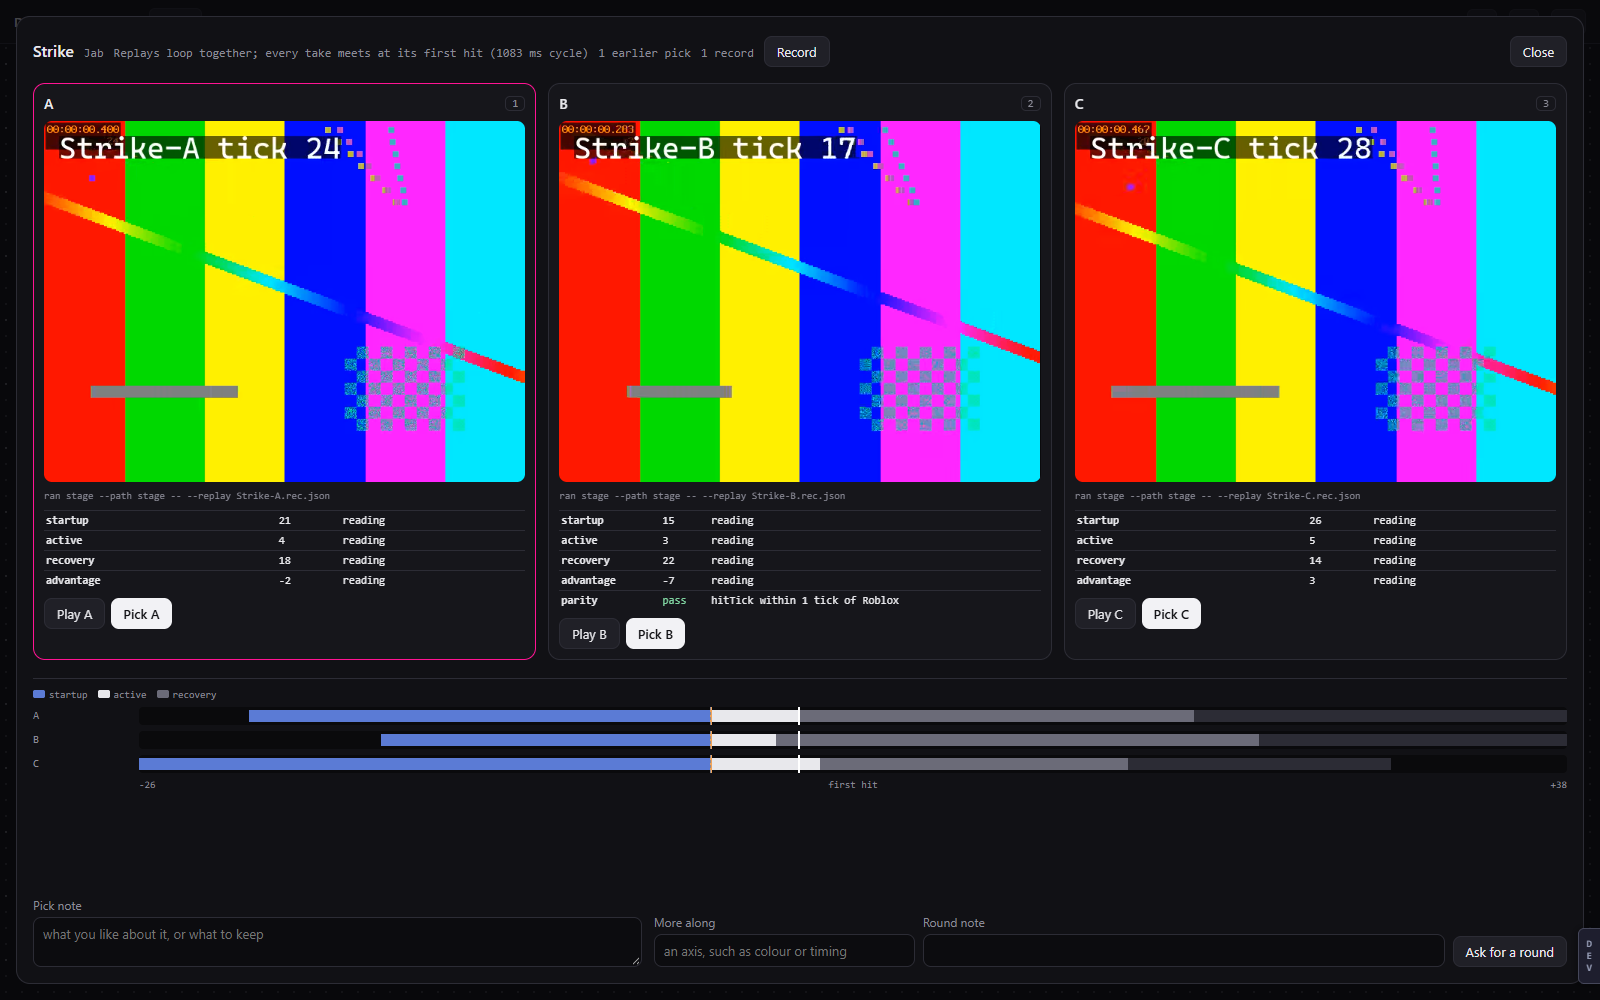 Strike Jab Replays loop together; every take meets at its first hit (1083 ms cycle) 1 earlier pick 1 record Record Close
A 1
00:00:00.400
Strike-A tick 24
ran stage --path stage -- --replay Strike-A.rec.json
startup 21 reading
active 4 reading
recovery 18 reading
advantage -2 reading
Play A Pick A
B 2
00:00:00.283
Strike-B tick 17
ran stage --path stage -- --replay Strike-B.rec.json
startup 15 reading
active 3 reading
recovery 22 reading
advantage -7 reading
parity pass hitTick within 1 tick of Roblox
Play B Pick B
C 3
00:00:00.467
Strike-C tick 28
ran stage --path stage -- --replay Strike-C.rec.json
startup 26 reading
active 5 reading
recovery 14 reading
advantage 3 reading
Play C Pick C
startup active recovery
A
B
C
-26 first hit +38
Pick note
what you like about it, or what to keep
More along
an axis, such as colour or timing
Round note
Ask for a round
DEV